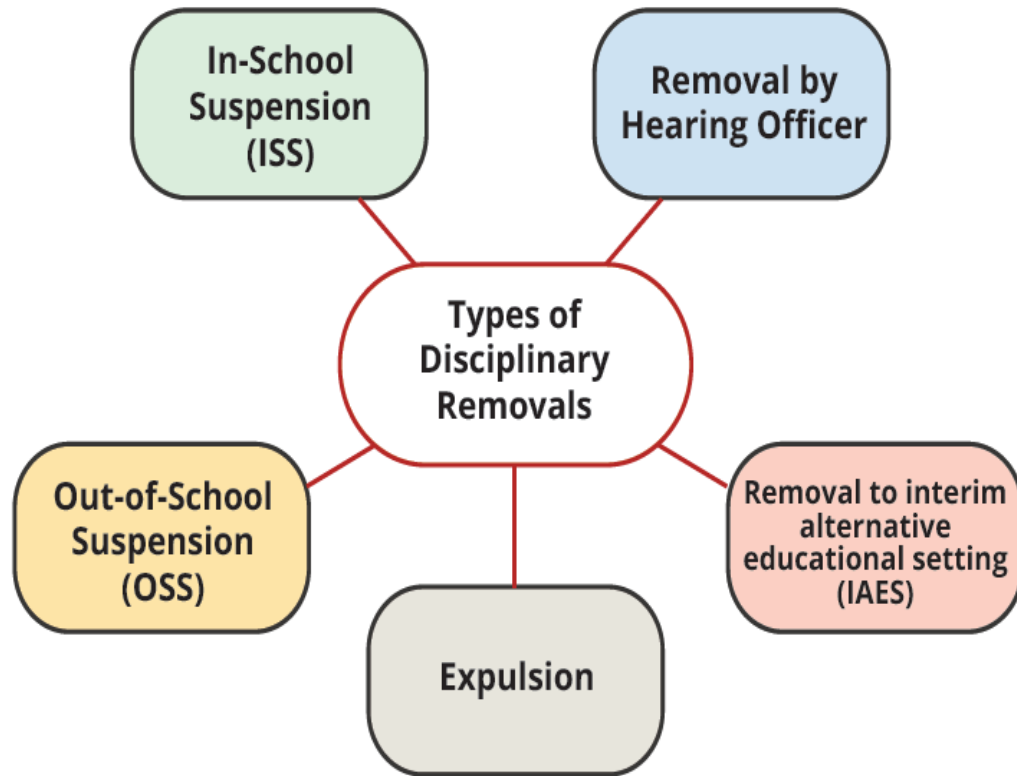 In-School
Suspension
(ISS)
Removal by
Hearing Officer
Types of
Disciplinary
Removals
Out-of-School
Suspension
(OSS)
Removal to interim
alternative
educational setting
(IAES)
Expulsion